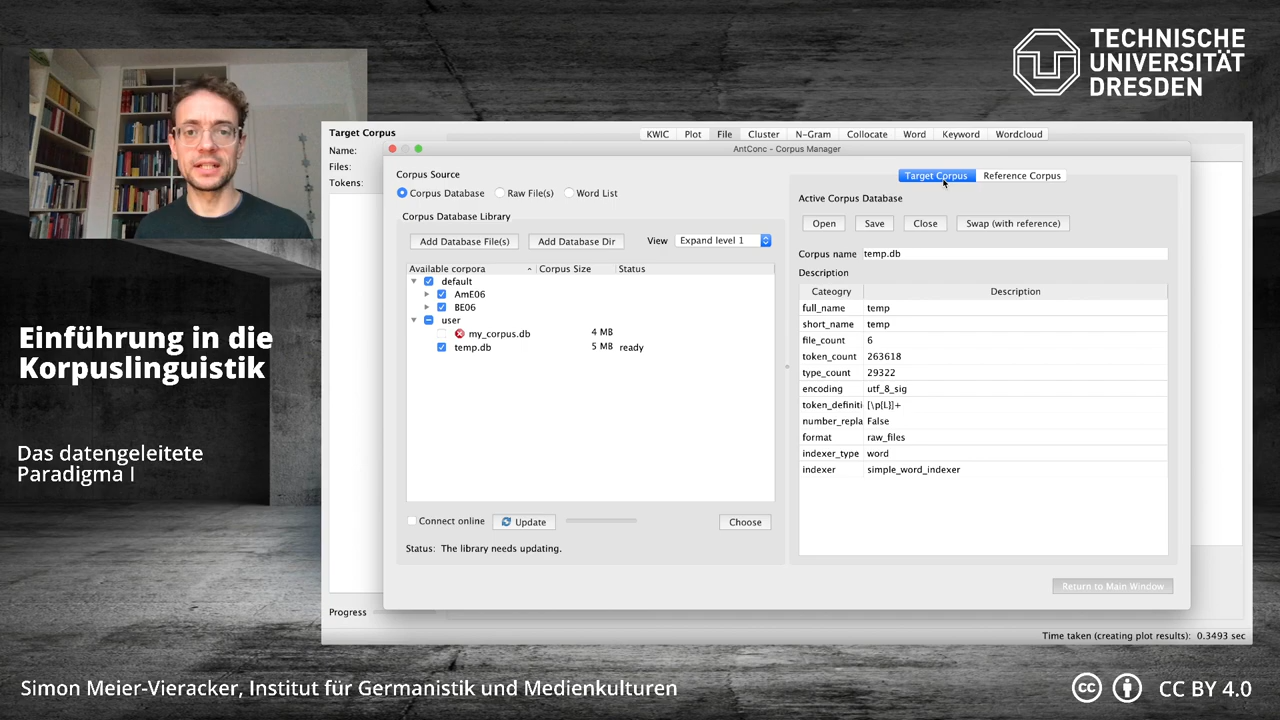 TECHNISCHE
UNIVERSITÄT
DRESDEN
Target Corpus
Name:
Files:
Tokens:
KWIC Plot File Cluster N-Gram Collocate Word Keyword Wordcloud
AntConc - Corpus Manager
Corpus Source
Corpus Database Raw File(s) Word List
Corpus Database Library
Add Database File(s) Add Database Dir View Expand level 1
Available corpora Corpus Size Status
default
AmE06
BE06
user
my_corpus.db 4 MB
temp.db 5 MB ready
Connect online Update Choose
Status: The library needs updating.
Target Corpus Reference Corpus
Active Corpus Database
Open Save Close Swap (with reference)
Corpus name temp.db
Description
Cateogry Description
full_name temp
short_name temp
file_count 6
token_count 263618
type_count 29322
encoding utf_8_sig
token_definiti [\p{L}]+
number_repla False
format raw_files
indexer_type word
indexer simple_word_indexer
Return to Main Window
Progress
Time taken (creating plot results): 0.3493 sec
Einführung in die
Korpuslinguistik
Das datengeleitete
Paradigma I
Simon Meier-Vieracker, Institut für Germanistik und Medienkulturen
cc CC BY 4.0